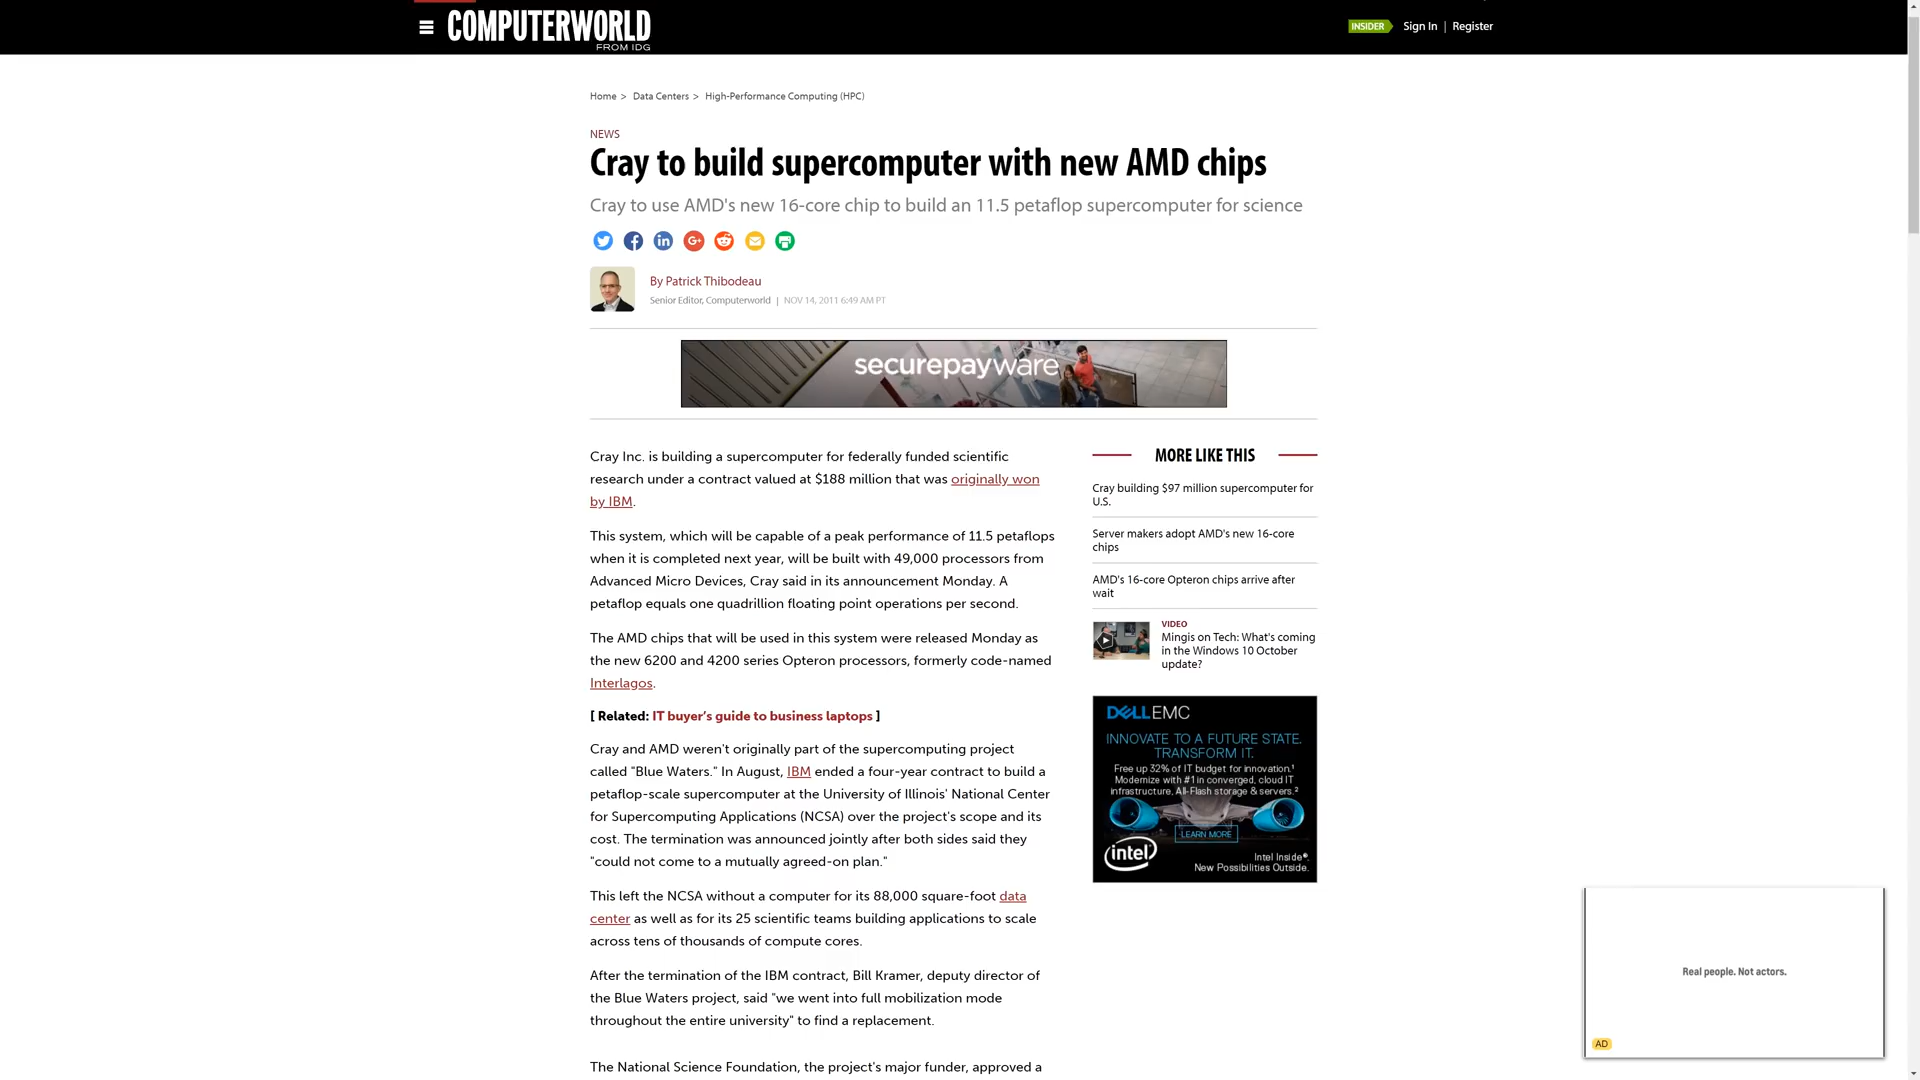 COMPUTERWORLD
FROM IDG
INSIDER Sign In | Register
Home > Data Centers > High-Performance Computing (HPC)
NEWS
Cray to build supercomputer with new AMD chips
Cray to use AMD's new 16-core chip to build an 11.5 petaflop supercomputer for science
By Patrick Thibodeau
Senior Editor, Computerworld | NOV 14, 2011 6:49 AM PT
securepayware
Cray Inc. is building a supercomputer for federally funded scientific
research under a contract valued at $188 million that was originally won
by IBM.
This system, which will be capable of a peak performance of 11.5 petaflops
when it is completed next year, will be built with 49,000 processors from
Advanced Micro Devices, Cray said in its announcement Monday. A
petaflop equals one quadrillion floating point operations per second.
The AMD chips that will be used in this system were released Monday as
the new 6200 and 4200 series Opteron processors, formerly code-named
Interlagos.
[ Related: IT buyer’s guide to business laptops ]
Cray and AMD weren't originally part of the supercomputing project
called "Blue Waters." In August, IBM ended a four-year contract to build a
petaflop-scale supercomputer at the University of Illinois' National Center
for Supercomputing Applications (NCSA) over the project's scope and its
cost. The termination was announced jointly after both sides said they
"could not come to a mutually agreed-on plan."
This left the NCSA without a computer for its 88,000 square-foot data
center as well as for its 25 scientific teams building applications to scale
across tens of thousands of compute cores.
After the termination of the IBM contract, Bill Kramer, deputy director of
the Blue Waters project, said "we went into full mobilization mode
throughout the entire university" to find a replacement.
The National Science Foundation, the project's major funder, approved a
MORE LIKE THIS
Cray building $97 million supercomputer for
U.S.
Server makers adopt AMD's new 16-core
chips
AMD's 16-core Opteron chips arrive after
wait
VIDEO
Mingis on Tech: What's coming
in the Windows 10 October
update?
DELL EMC
INNOVATE TO A FUTURE STATE.
TRANSFORM IT.
Free up 32% of IT budget for innovation.¹
Modernize with #1 in converged, cloud IT
infrastructure, All-Flash storage & servers.²
LEARN MORE
intel
Intel Inside®.
New Possibilities Outside.
Real people. Not actors.
AD